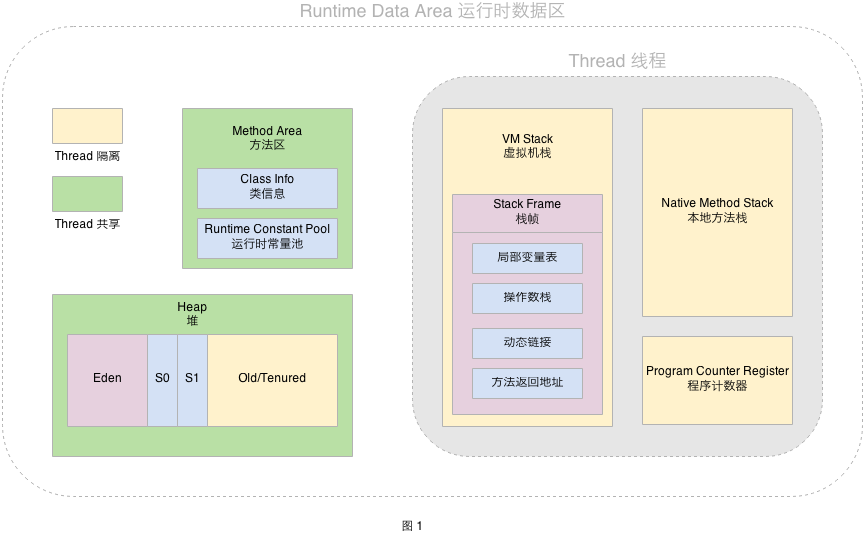 Runtime Data Area 运行时数据区
Thread 线程
Thread 隔离
Thread 共享
Method Area
方法区
Class Info
类信息
Runtime Constant Pool
运行时常量池
Heap
堆
Eden
S0
S1
Old/Tenured
VM Stack
虚拟机栈
Stack Frame
栈帧
局部变量表
操作数栈
动态链接
方法返回地址
Native Method Stack
本地方法栈
Program Counter Register
程序计数器
图 1